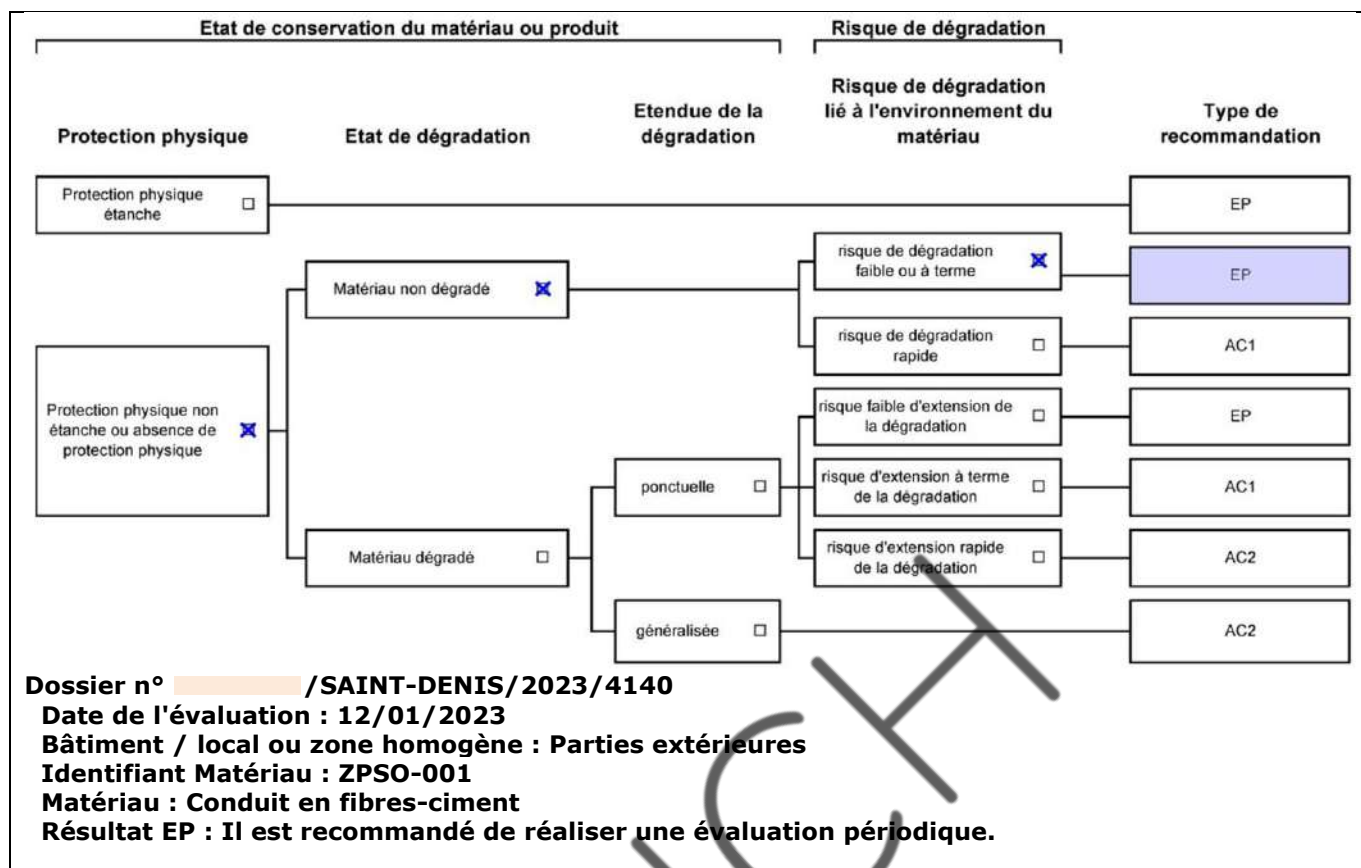 Etat de conservation du matériau ou produit
Risque de dégradation
Protection physique
Etat de dégradation
Etendue de la
dégradation
Risque de dégradation
lié à l'environnement du
matériau
Type de
recommandation
Protection physique
étanche
EP
Protection physique non
étanche ou absence de
protection physique
Matériau non dégradé
risque de dégradation
faible ou à terme
EP
risque de dégradation
rapide
AC1
Matériau dégradé
ponctuelle
risque faible d'extension de
la dégradation
EP
risque d'extension à terme
de la dégradation
AC1
risque d'extension rapide
de la dégradation
AC2
généralisée
AC2
Dossier n° /SAINT-DENIS/2023/4140
Date de l'évaluation : 12/01/2023
Bâtiment / local ou zone homogène : Parties extérieures
Identifiant Matériau : ZPSO-001
Matériau : Conduit en fibres-ciment
Résultat EP : Il est recommandé de réaliser une évaluation périodique.